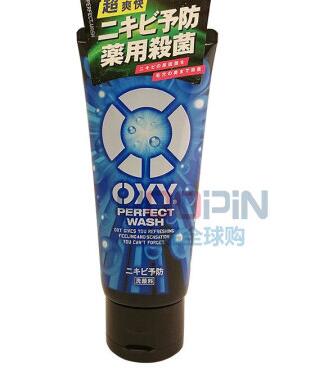 超爽快
ニキビ予防
薬用殺菌
OXY
PERFECT
WASH
OXY GIVES YOU REFRESHING
FEELING AND SENSATION
YOU CAN'T FORGET.
ニキビ予防
洗顔料
PIN
全球购